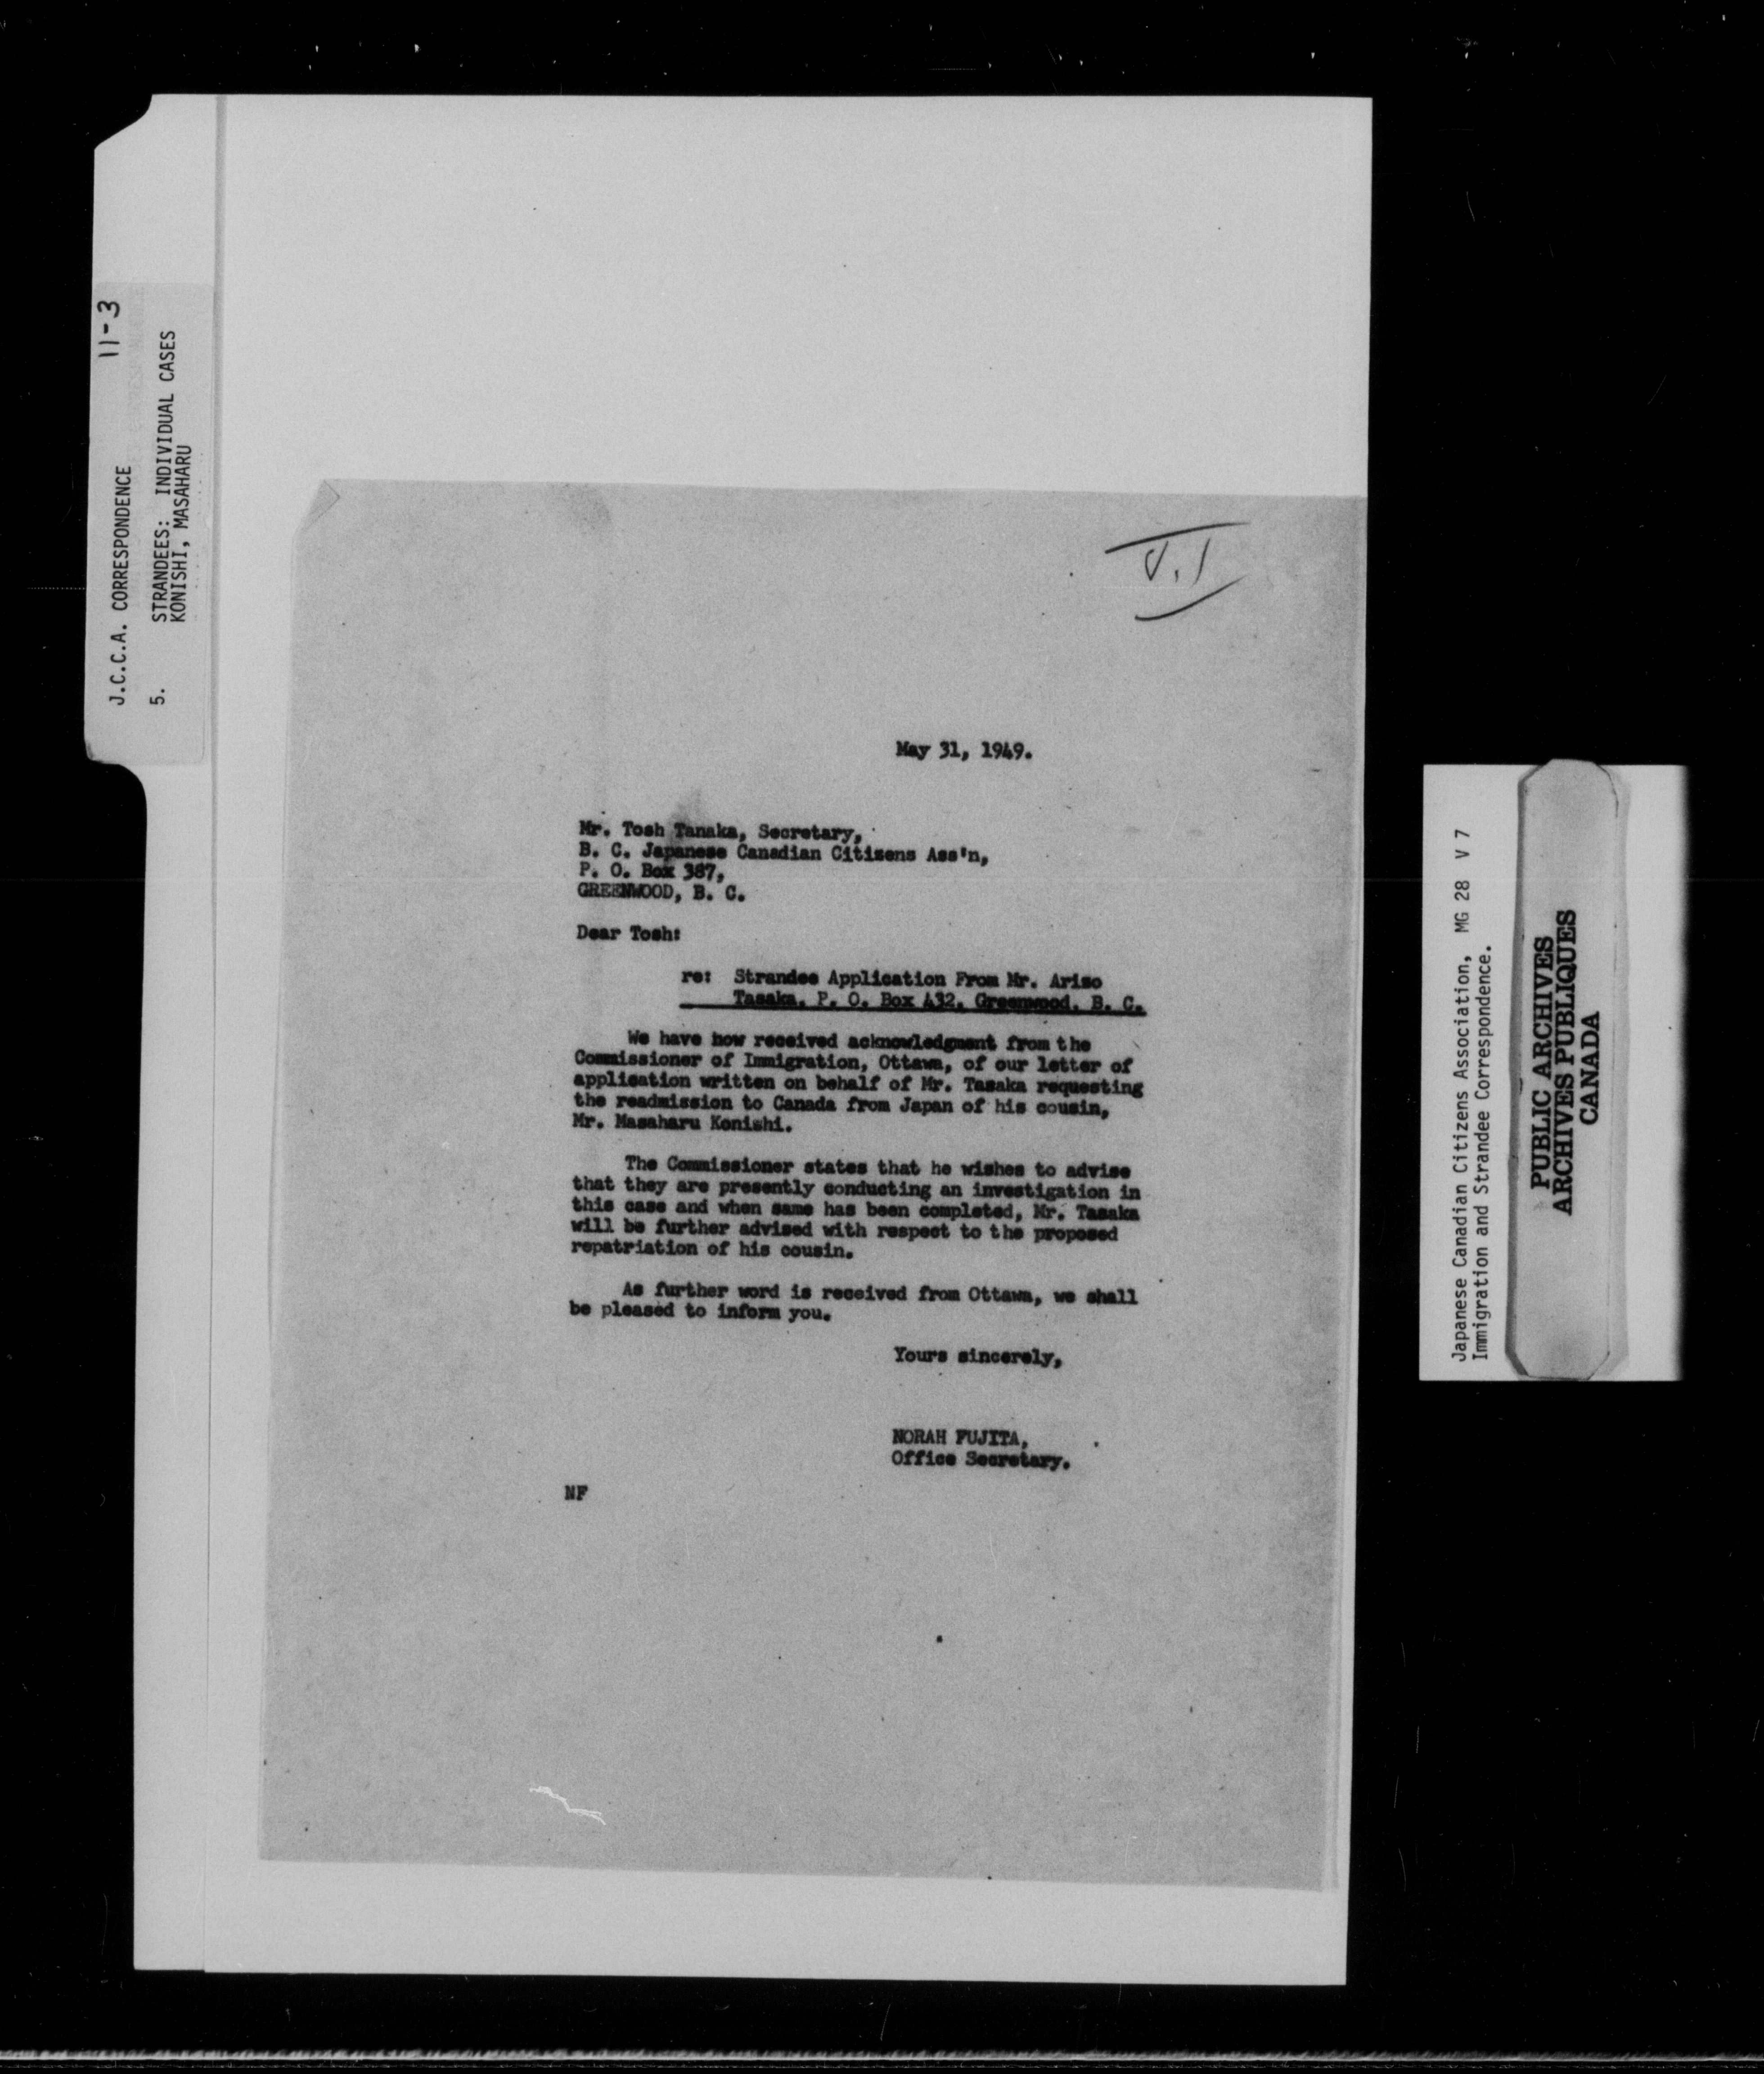 J.C.C.A. CORRESPONDENCE 11-3
5. STRANDEES: INDIVIDUAL CASES
KONISHI, MASAHARU
V.I
May 31, 1949.
Mr. Tosh Tanaka, Secretary,
B. C. Japanese Canadian Citizens Ass'n,
P. O. Box 387,
GREENWOOD, B. C.
Dear Tosh:
re: Strandee Application From Mr. Arizo
Tasaka, P. O. Box 432, Greenwood, B. C.
We have now received acknowledgment from the
Commissioner of Immigration, Ottawa, of our letter of
application written on behalf of Mr. Tasaka requesting
the readmission to Canada from Japan of his cousin,
Mr. Masaharu Konishi.
The Commissioner states that he wishes to advise
that they are presently conducting an investigation in
this case and when same has been completed, Mr. Tasaka
will be further advised with respect to the proposed
repatriation of his cousin.
As further word is received from Ottawa, we shall
be pleased to inform you.
Yours sincerely,
NORAH FUJITA,
Office Secretary.
NF
Japanese Canadian Citizens Association, MG 28 V 7
Immigration and Strandee Correspondence.
PUBLIC ARCHIVES
ARCHIVES PUBLIQUES
CANADA